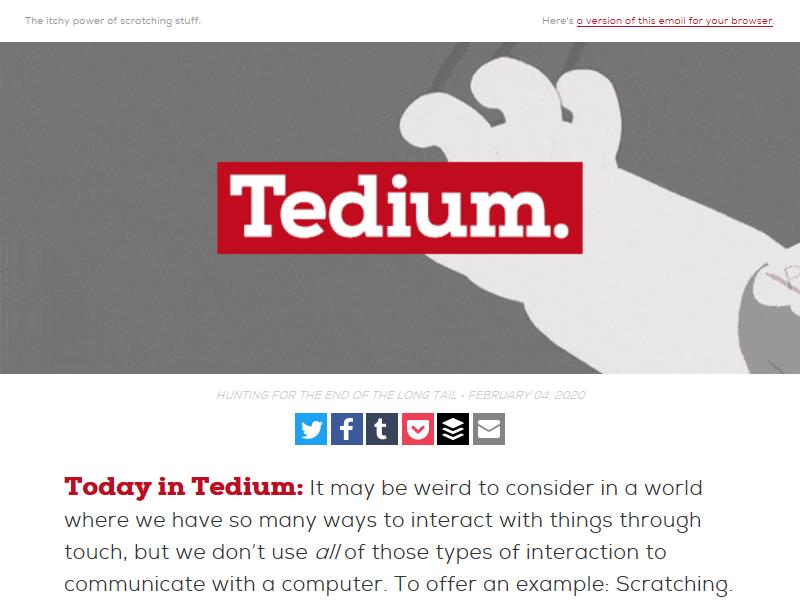 The itchy power of scratching stuff.
Here's a version of this email for your browser.
Tedium.
HUNTING FOR THE END OF THE LONG TAIL • FEBRUARY 04, 2020
Today in Tedium: It may be weird to consider in a world
where we have so many ways to interact with things through
touch, but we don’t use all of those types of interaction to
communicate with a computer. To offer an example: Scratching.